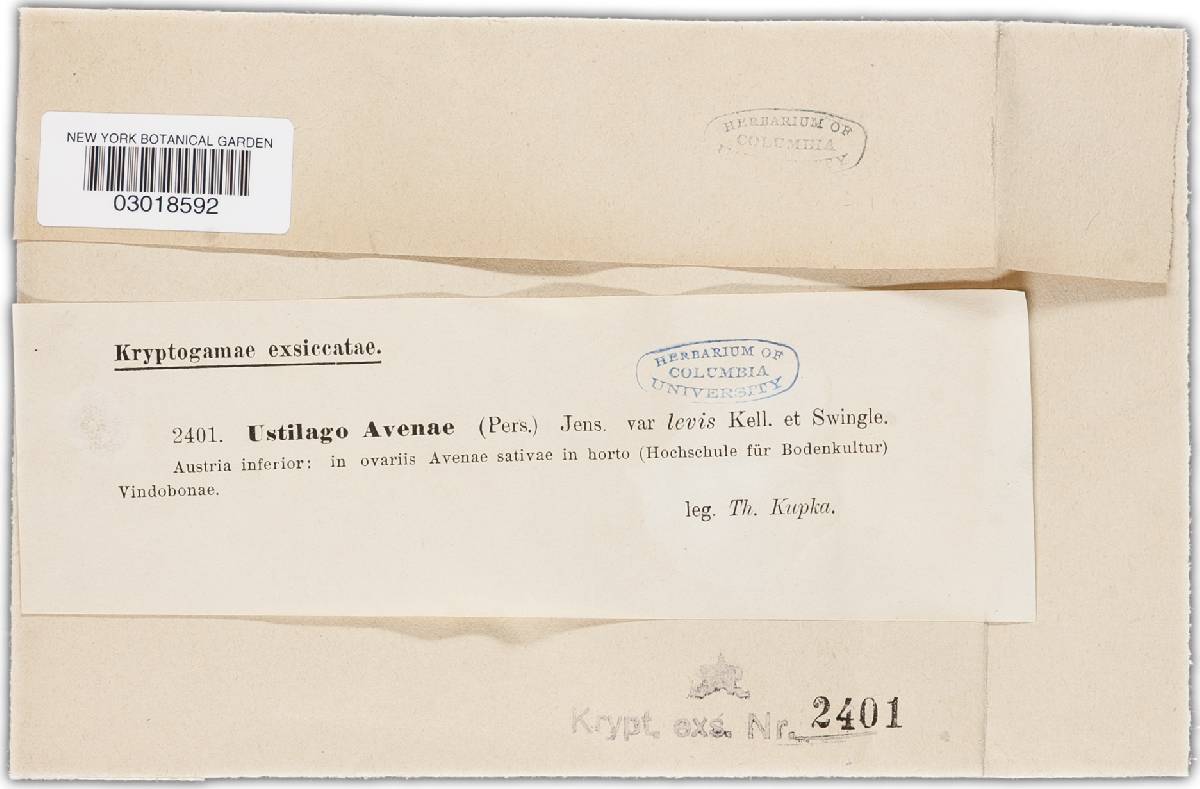 NEW YORK BOTANICAL GARDEN
03018592
HERBARIUM OF
COLUMBIA
Kryptogamae exsiccatae.
HERBARIUM OF
COLUMBIA
UNIVERSITY
2401. Ustilago Avenae (Pers.) Jens. var levis Kell. et Swingle.
Austria inferior: in ovariis Avenae sativae in horto (Hochschule für Bodenkultur)
Vindobonae.
leg. Th. Kupka.
Krypt. exs. Nr. 2401